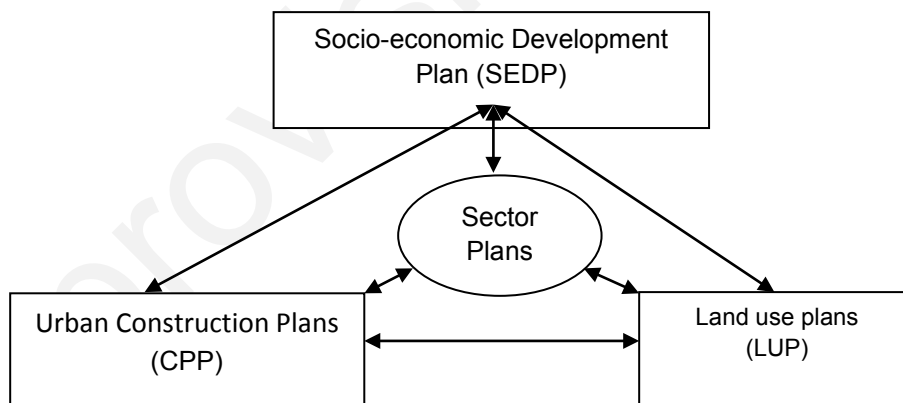 Socio-economic Development
Plan (SEDP)
Sector
Plans
Urban Construction Plans
(CPP)
Land use plans
(LUP)